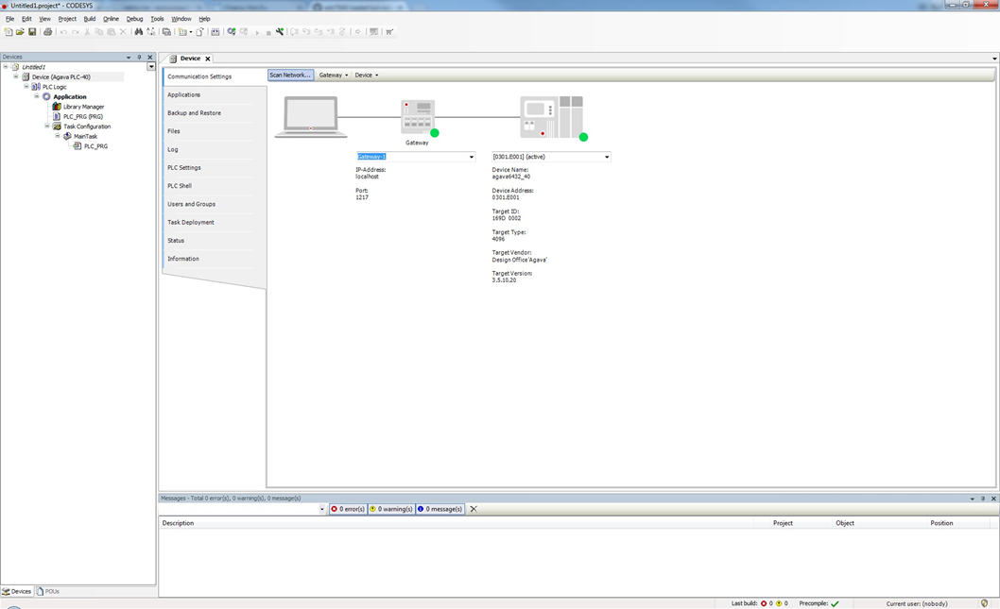 Untitled1.project* - CODESYS
File Edit View Project Build Online Debug Tools Window Help
Devices
Untitled1
Device (Agava PLC-40)
PLC Logic
Application
Library Manager
PLC_PRG (PRG)
Task Configuration
MainTask
PLC_PRG
Devices POUs
Device
Communication Settings
Applications
Backup and Restore
Files
Log
PLC Settings
PLC Shell
Users and Groups
Task Deployment
Status
Information
Scan Network... Gateway Device
Gateway
Gateway-1
IP-Address:
localhost
Port:
1217
[0301.E001] (active)
Device Name:
agava6432_40
Device Address:
0301.E001
Target ID:
169D 0002
Target Type:
4096
Target Vendor:
Design Office'Agava'
Target Version:
3.5.10.20
Messages - Total 0 error(s), 0 warning(s), 0 message(s)
0 error(s) 0 warning(s) 0 message(s)
Description Project Object Position
Last build: 0 0 Precompile: Current user: (nobody)